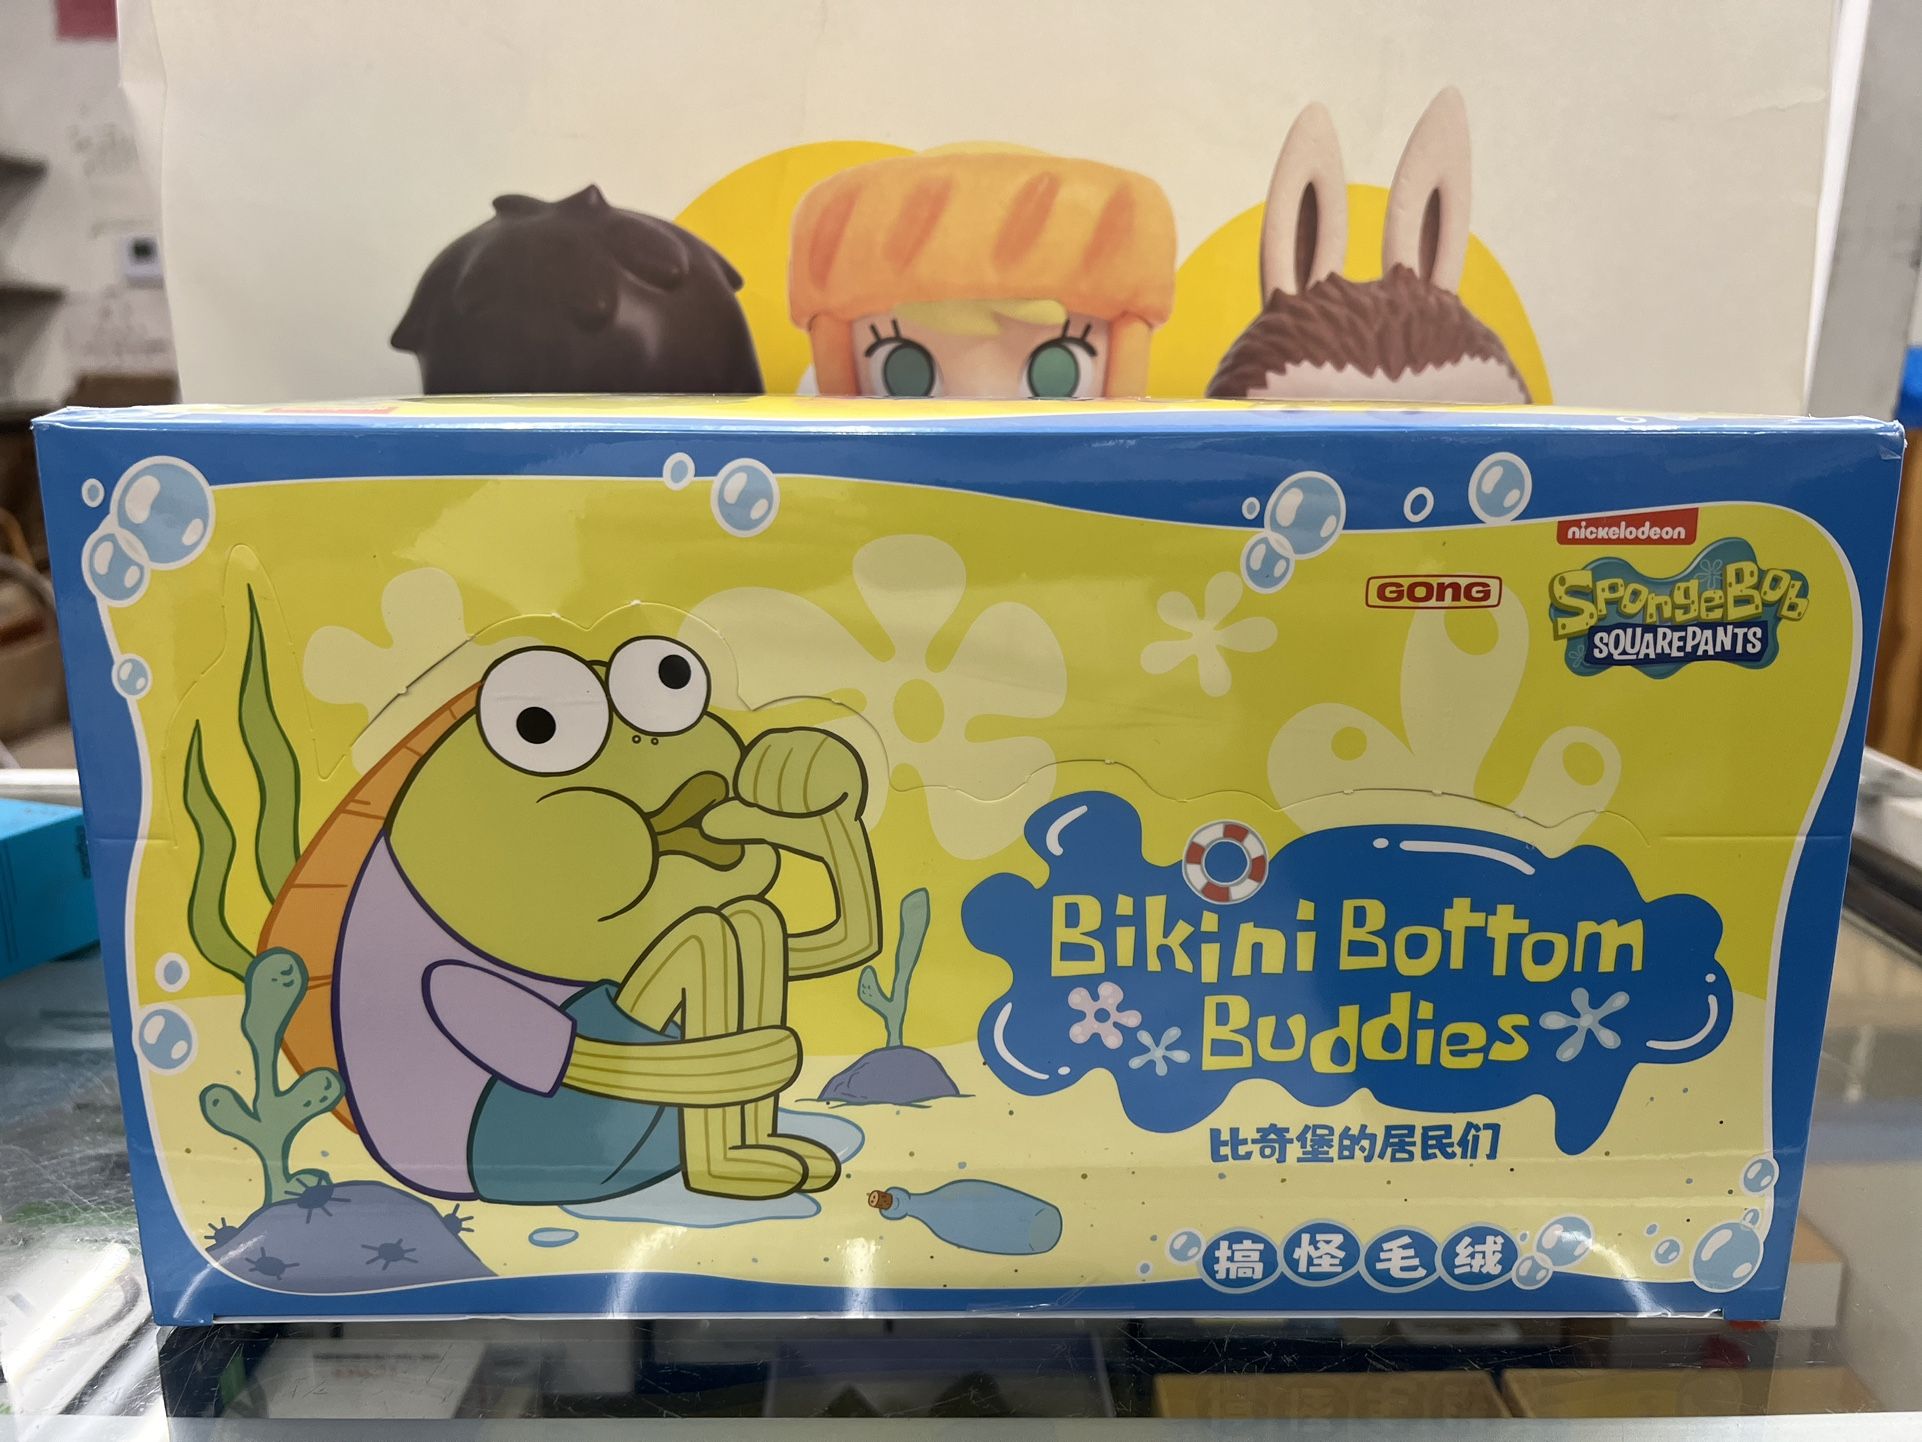 nickelodeon
GONG
SPONGEBOB
SQUAREPANTS
Bikini Bottom
Buddies
比奇堡的居民们
搞怪毛绒